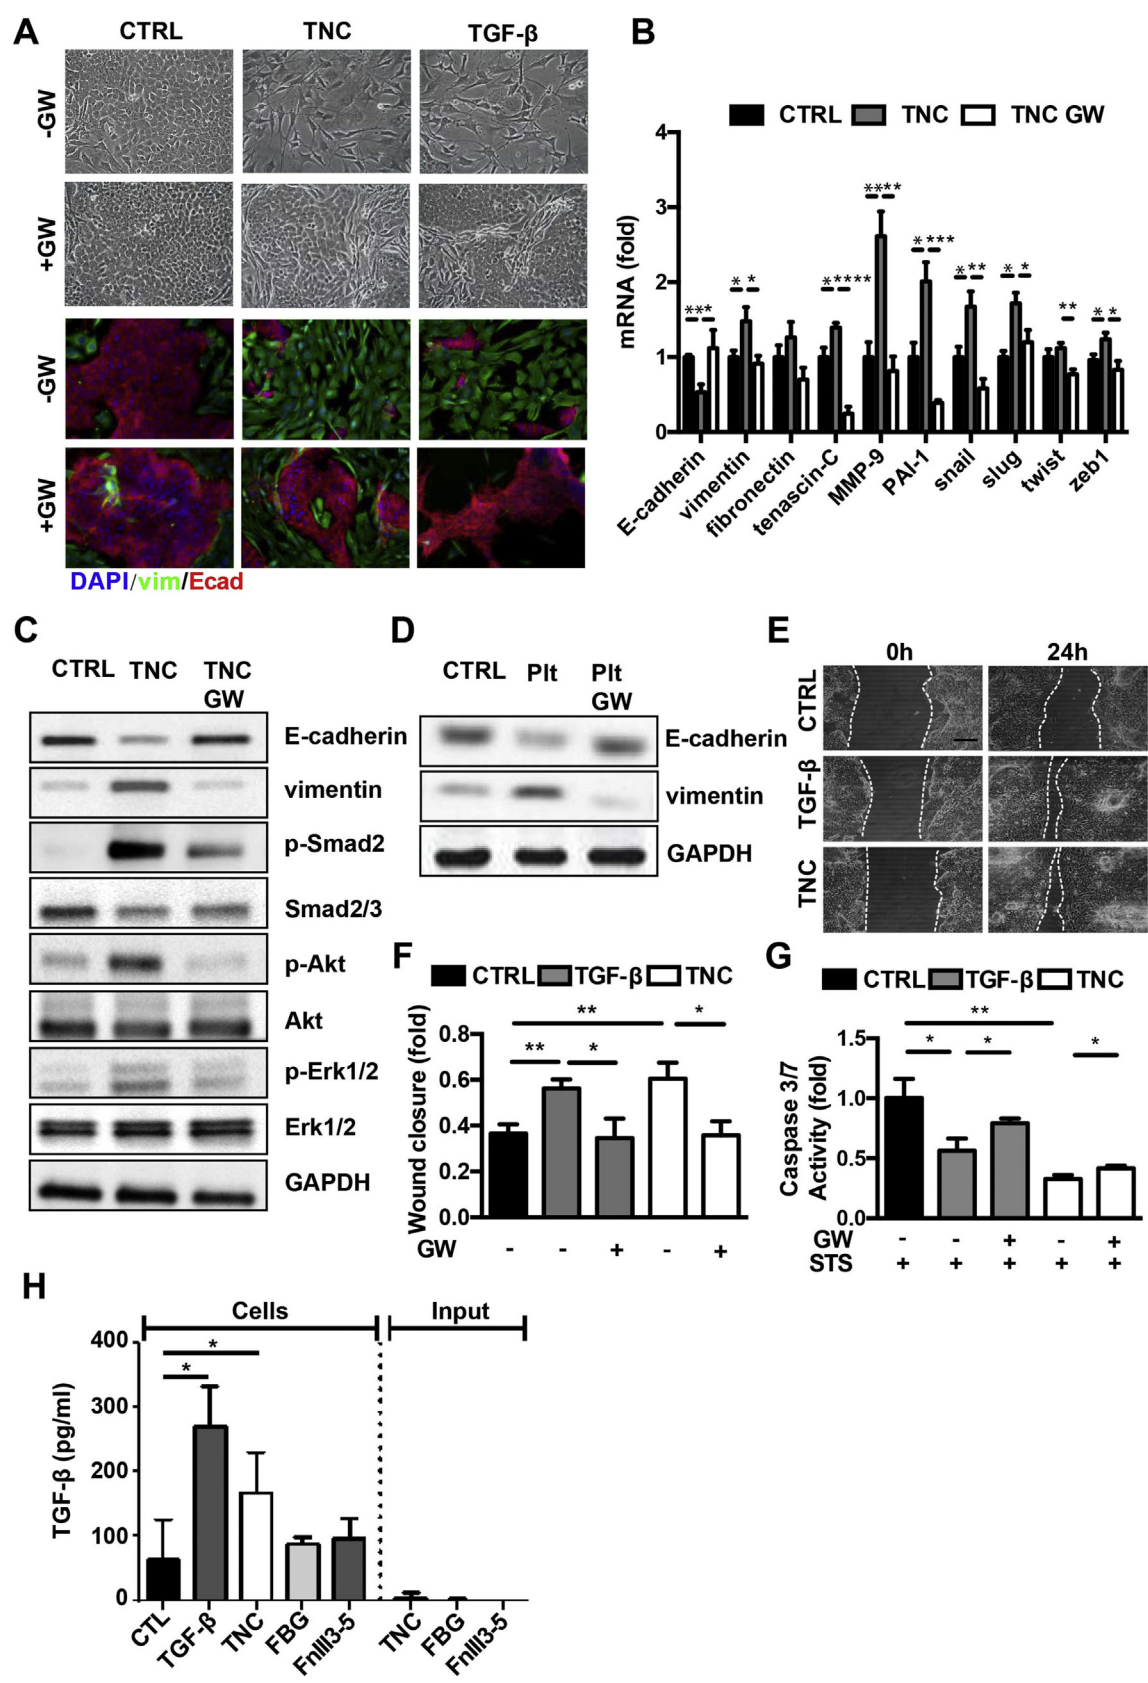 A
CTRL TNC TGF-β
-GW
+GW
-GW
+GW
DAPI/vim/Ecad
B
CTRL TNC TNC GW
mRNA (fold)
4
3
2
1
0
*** * * * **** **** * *** * ** * * ** * *
E-cadherin vimentin fibronectin tenascin-C MMP-9 PAI-1 snail slug twist zeb1
C
CTRL TNC TNC
GW
E-cadherin
vimentin
p-Smad2
Smad2/3
p-Akt
Akt
p-Erk1/2
Erk1/2
GAPDH
D
CTRL Plt Plt
GW
E-cadherin
vimentin
GAPDH
E
0h 24h
CTRL
TGF-β
TNC
F
CTRL TGF-β TNC
Wound closure (fold)
0.8
0.6
0.4
0.2
0.0
** *
** *
GW - - + - +
G
CTRL TGF-β TNC
Caspase 3/7
Activity (fold)
1.5
1.0
0.5
0.0
**
* * *
GW - - + - +
STS + + + + +
H
Cells Input
TGF-β (pg/ml)
400
300
200
100
0
*
*
CTL TGF-β TNC FBG FnIII3-5 TNC FBG FnIII3-5